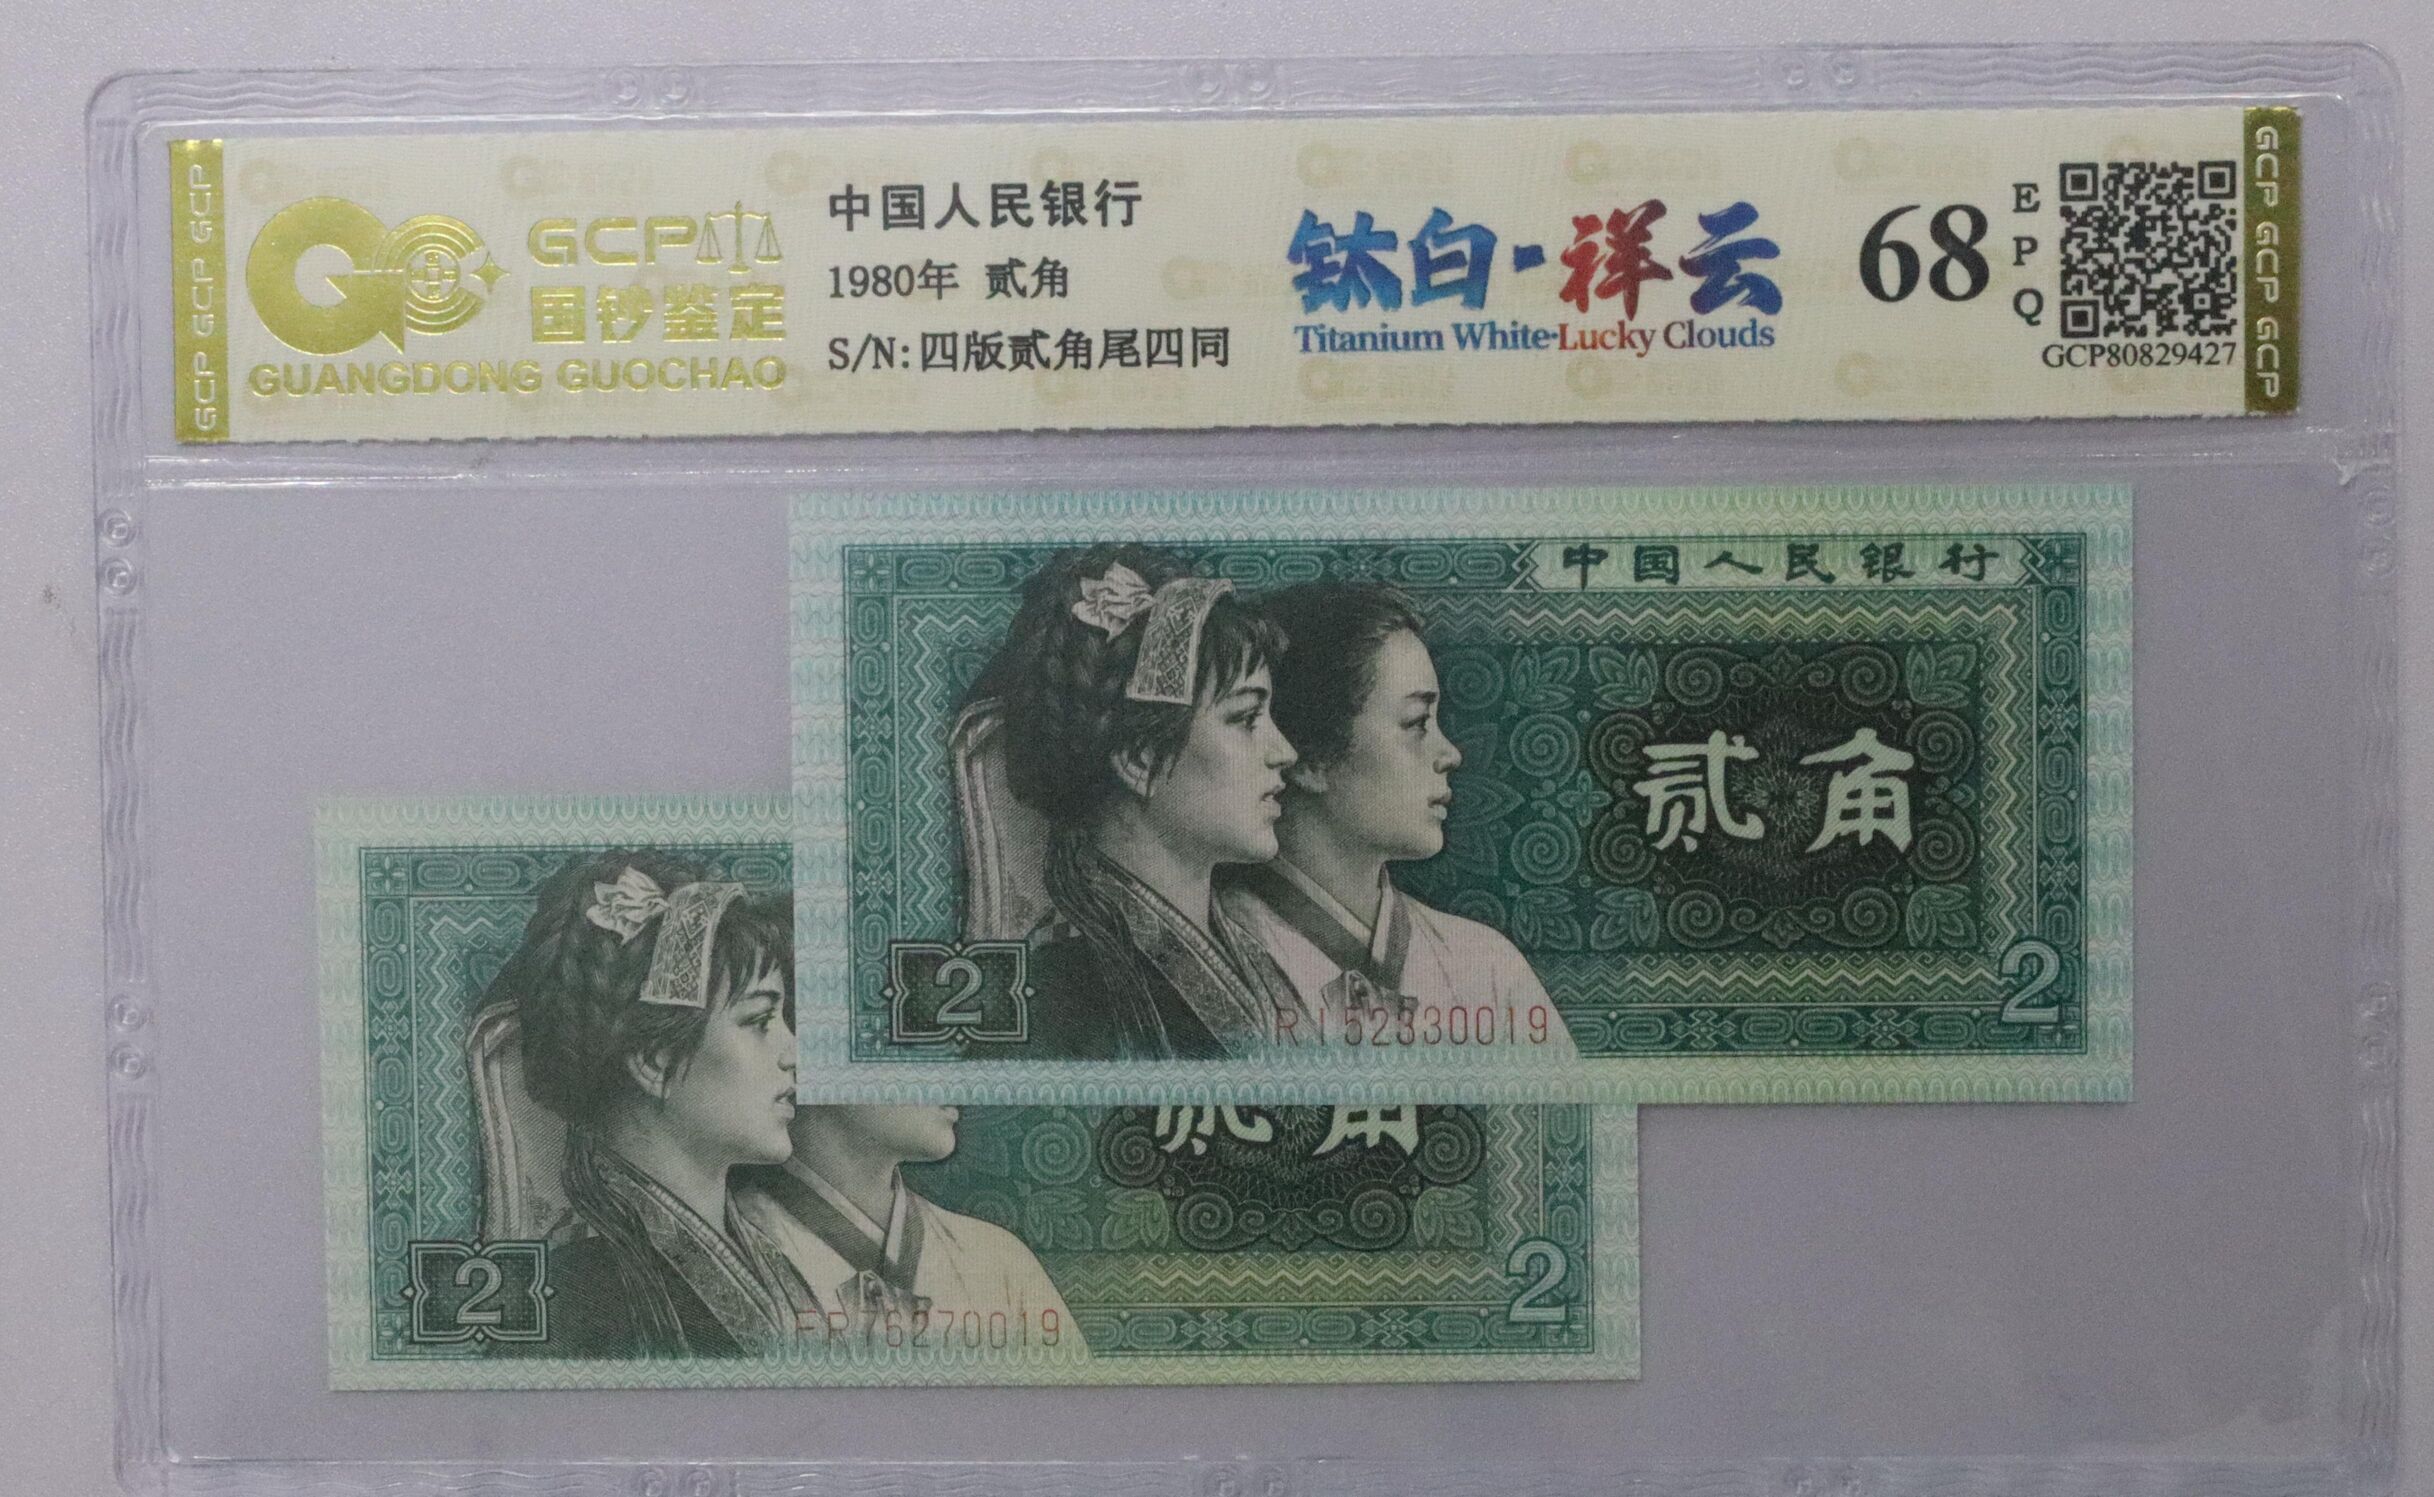 GCP GCP GCP
GCP
国钞鉴定
GUANGDONG GUOCHAO
中国人民银行
1980年 贰角
S/N:四版贰角尾四同
钛白-祥云
Titanium White·Lucky Clouds
68
EPQ
GCP80829427
GCP GCP GCP
中国人民银行
贰角
2
2
RI52330019
贰角
2
2
FR76270019